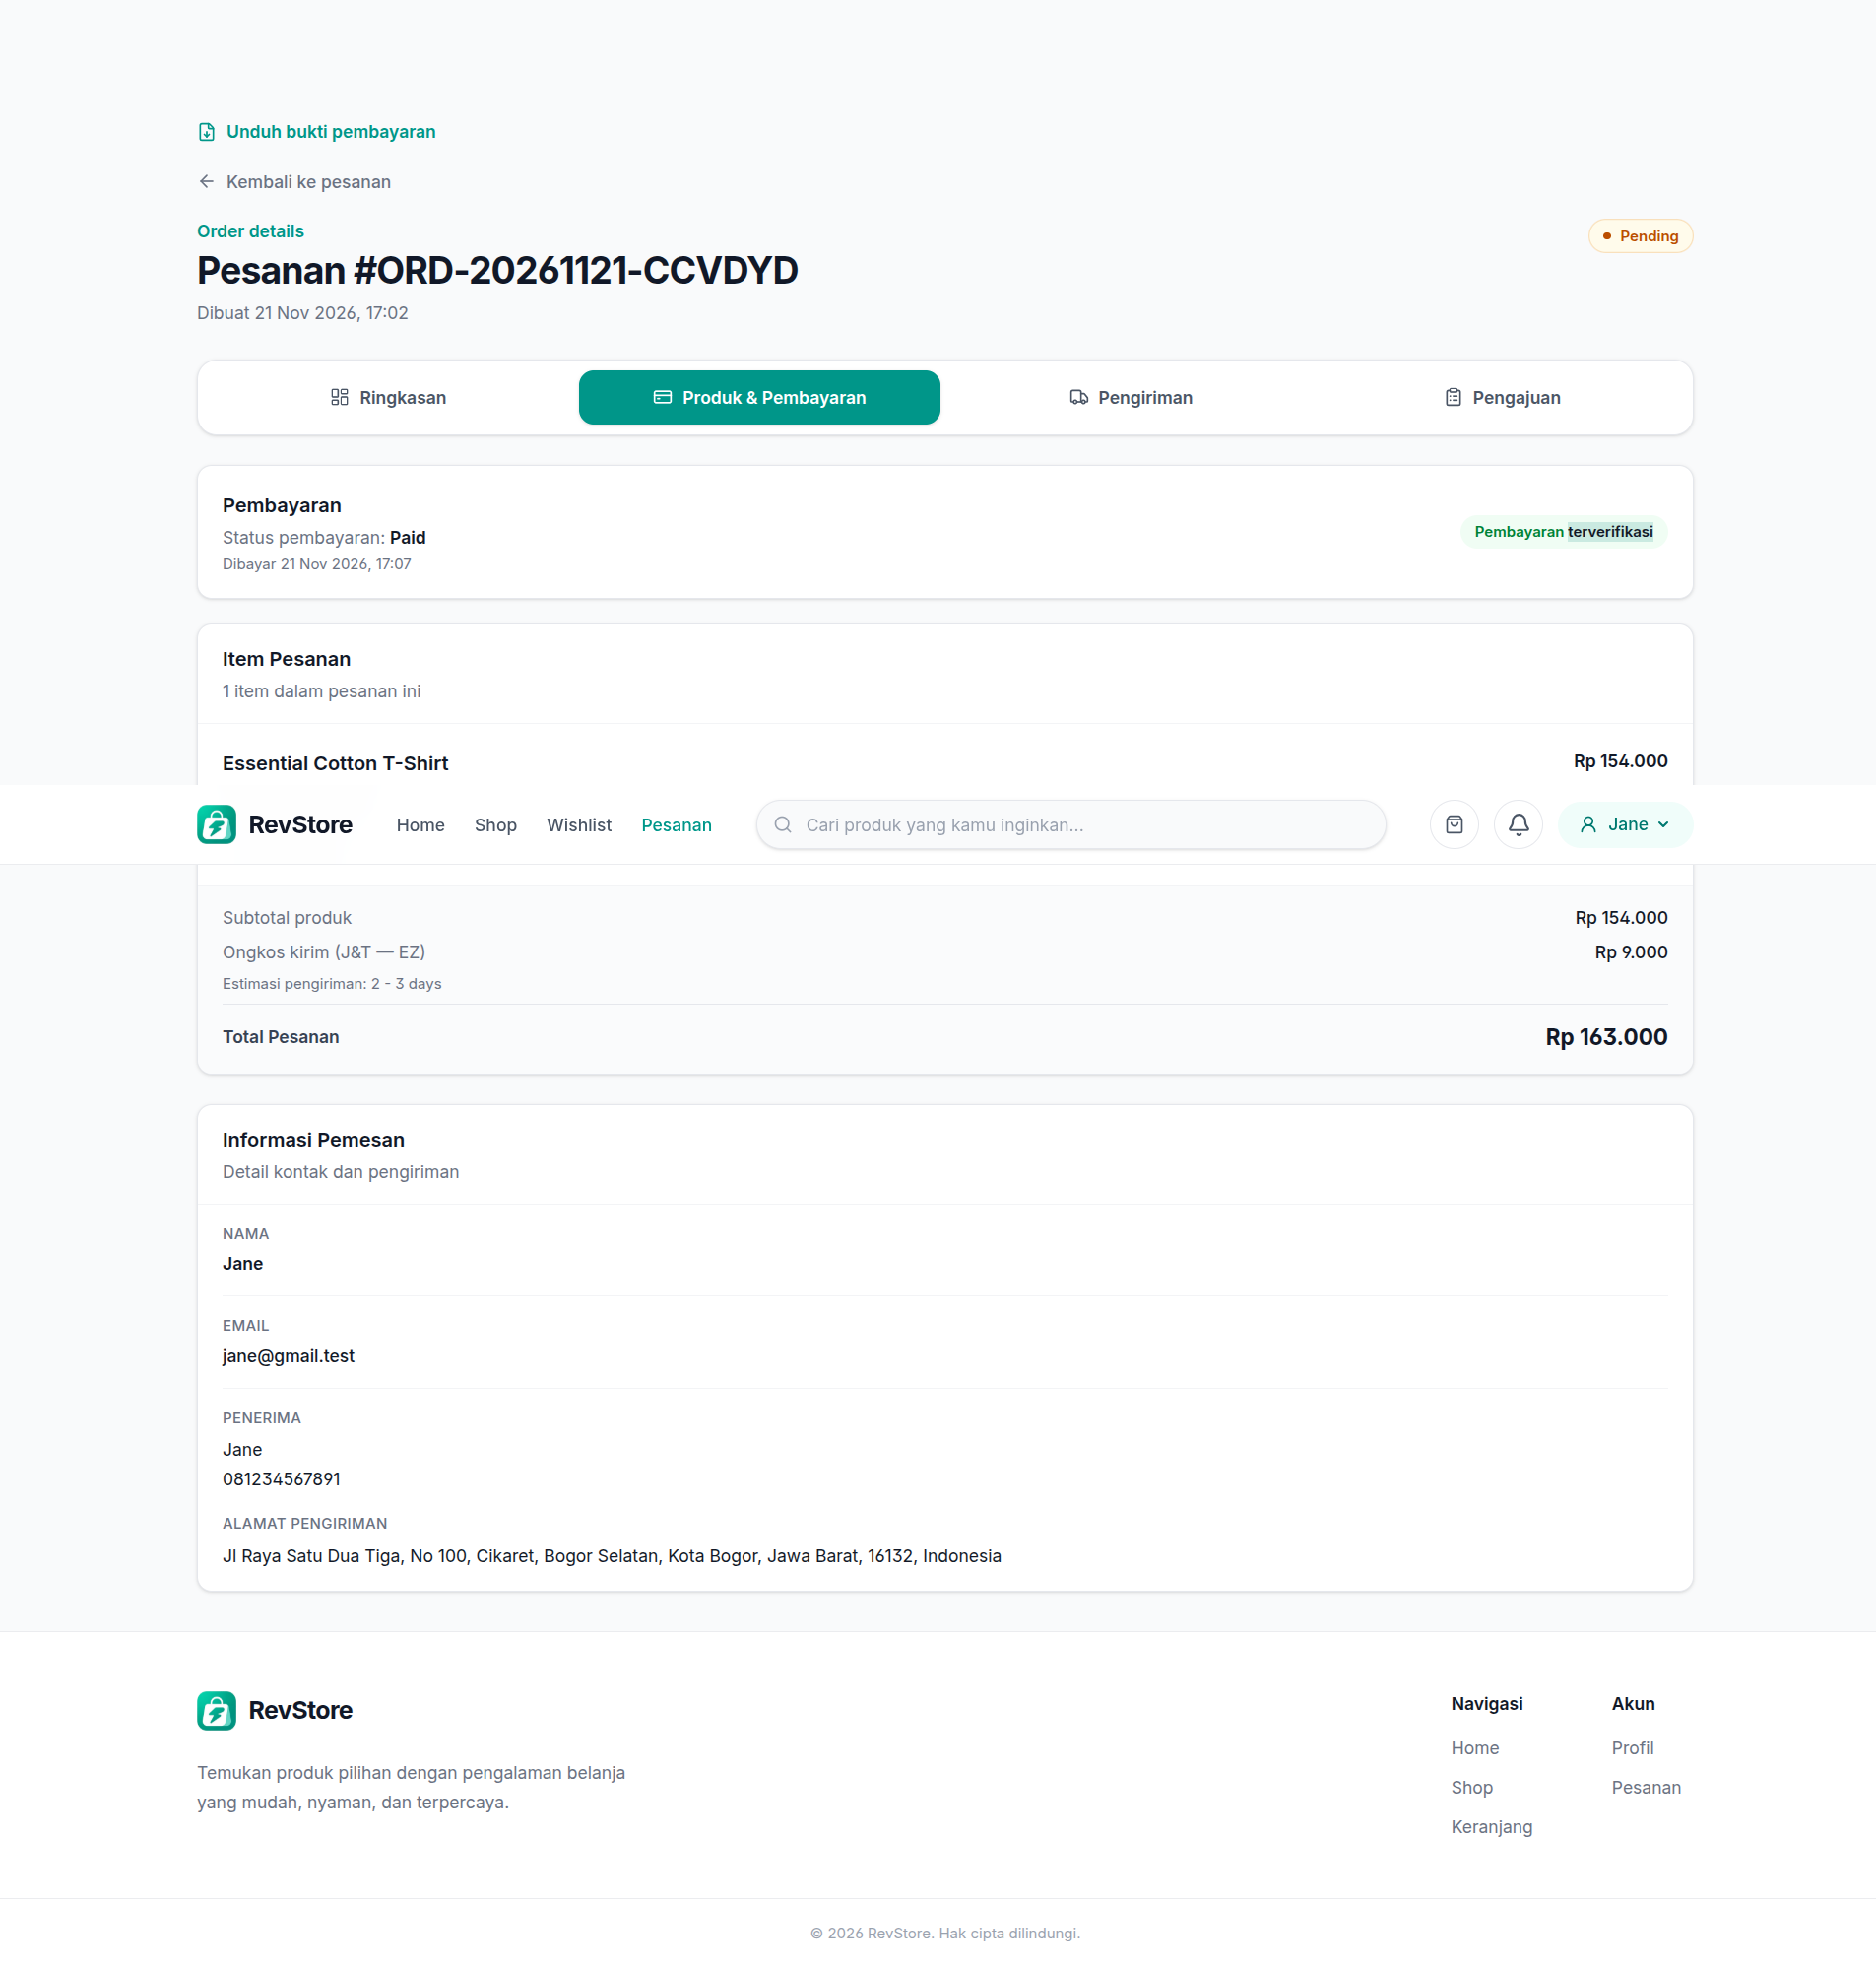 Unduh bukti pembayaran
Kembali ke pesanan
Order details
Pending
Pesanan #ORD-20261121-CCVDYD
Dibuat 21 Nov 2026, 17:02
Ringkasan
Produk & Pembayaran
Pengiriman
Pengajuan
Pembayaran
Status pembayaran: Paid
Dibayar 21 Nov 2026, 17:07
Pembayaran terverifikasi
Item Pesanan
1 item dalam pesanan ini
Essential Cotton T-Shirt
Rp 154.000
RevStore
Home
Shop
Wishlist
Pesanan
Cari produk yang kamu inginkan...
Jane
Subtotal produk
Rp 154.000
Ongkos kirim (J&T — EZ)
Rp 9.000
Estimasi pengiriman: 2 - 3 days
Total Pesanan
Rp 163.000
Informasi Pemesan
Detail kontak dan pengiriman
NAMA
Jane
EMAIL
jane@gmail.test
PENERIMA
Jane
081234567891
ALAMAT PENGIRIMAN
Jl Raya Satu Dua Tiga, No 100, Cikaret, Bogor Selatan, Kota Bogor, Jawa Barat, 16132, Indonesia
RevStore
Temukan produk pilihan dengan pengalaman belanja
yang mudah, nyaman, dan terpercaya.
Navigasi
Home
Shop
Keranjang
Akun
Profil
Pesanan
© 2026 RevStore. Hak cipta dilindungi.